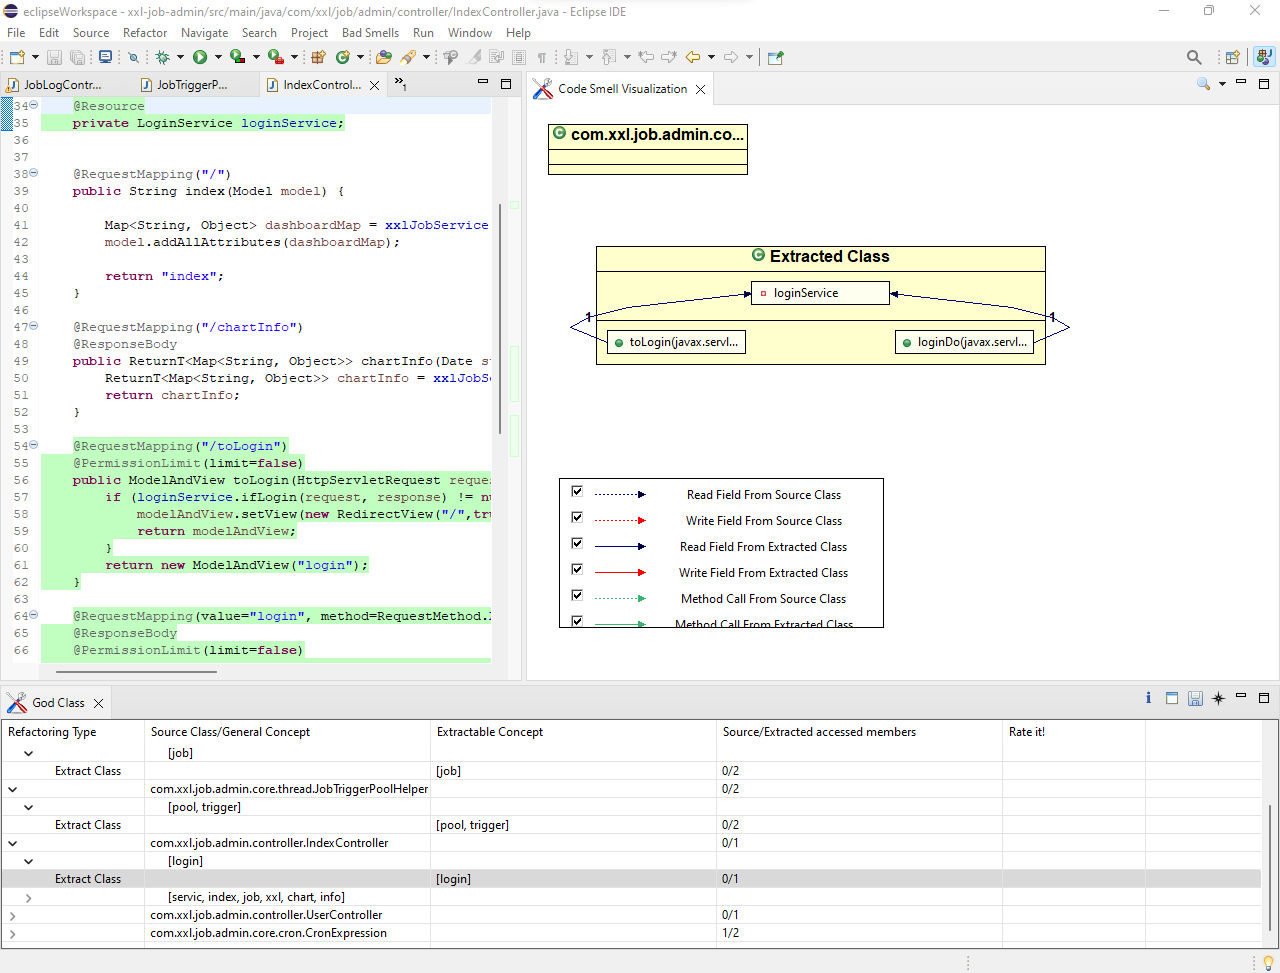 eclipseWorkspace - xxl-job-admin/src/main/java/com/xxl/job/admin/controller/IndexController.java - Eclipse IDE
File Edit Source Refactor Navigate Search Project Bad Smells Run Window Help
JobLogContr... JobTriggerP... IndexControl... »1
34 @Resource
35 private LoginService loginService;
36
37
38 @RequestMapping("/")
39 public String index(Model model) {
40
41 Map<String, Object> dashboardMap = xxlJobService
42 model.addAllAttributes(dashboardMap);
43
44 return "index";
45 }
46
47 @RequestMapping("/chartInfo")
48 @ResponseBody
49 public ReturnT<Map<String, Object>> chartInfo(Date s
50 ReturnT<Map<String, Object>> chartInfo = xxlJobS
51 return chartInfo;
52 }
53
54 @RequestMapping("/toLogin")
55 @PermissionLimit(limit=false)
56 public ModelAndView toLogin(HttpServletRequest reque
57 if (loginService.ifLogin(request, response) != nu
58 modelAndView.setView(new RedirectView("/",tru
59 return modelAndView;
60 }
61 return new ModelAndView("login");
62 }
63
64 @RequestMapping(value="login", method=RequestMethod.
65 @ResponseBody
66 @PermissionLimit(limit=false)
Code Smell Visualization
com.xxl.job.admin.co...
Extracted Class
loginService
1 1
toLogin(javax.servl... loginDo(javax.servl...
Read Field From Source Class
Write Field From Source Class
Read Field From Extracted Class
Write Field From Extracted Class
Method Call From Source Class
Method Call From Extracted Class
God Class
Refactoring Type Source Class/General Concept Extractable Concept Source/Extracted accessed members Rate it!
[job]
Extract Class [job] 0/2
com.xxl.job.admin.core.thread.JobTriggerPoolHelper 0/2
[pool, trigger]
Extract Class [pool, trigger] 0/2
com.xxl.job.admin.controller.IndexController 0/1
[login]
Extract Class [login] 0/1
[servic, index, job, xxl, chart, info]
com.xxl.job.admin.controller.UserController 0/1
com.xxl.job.admin.core.cron.CronExpression 1/2